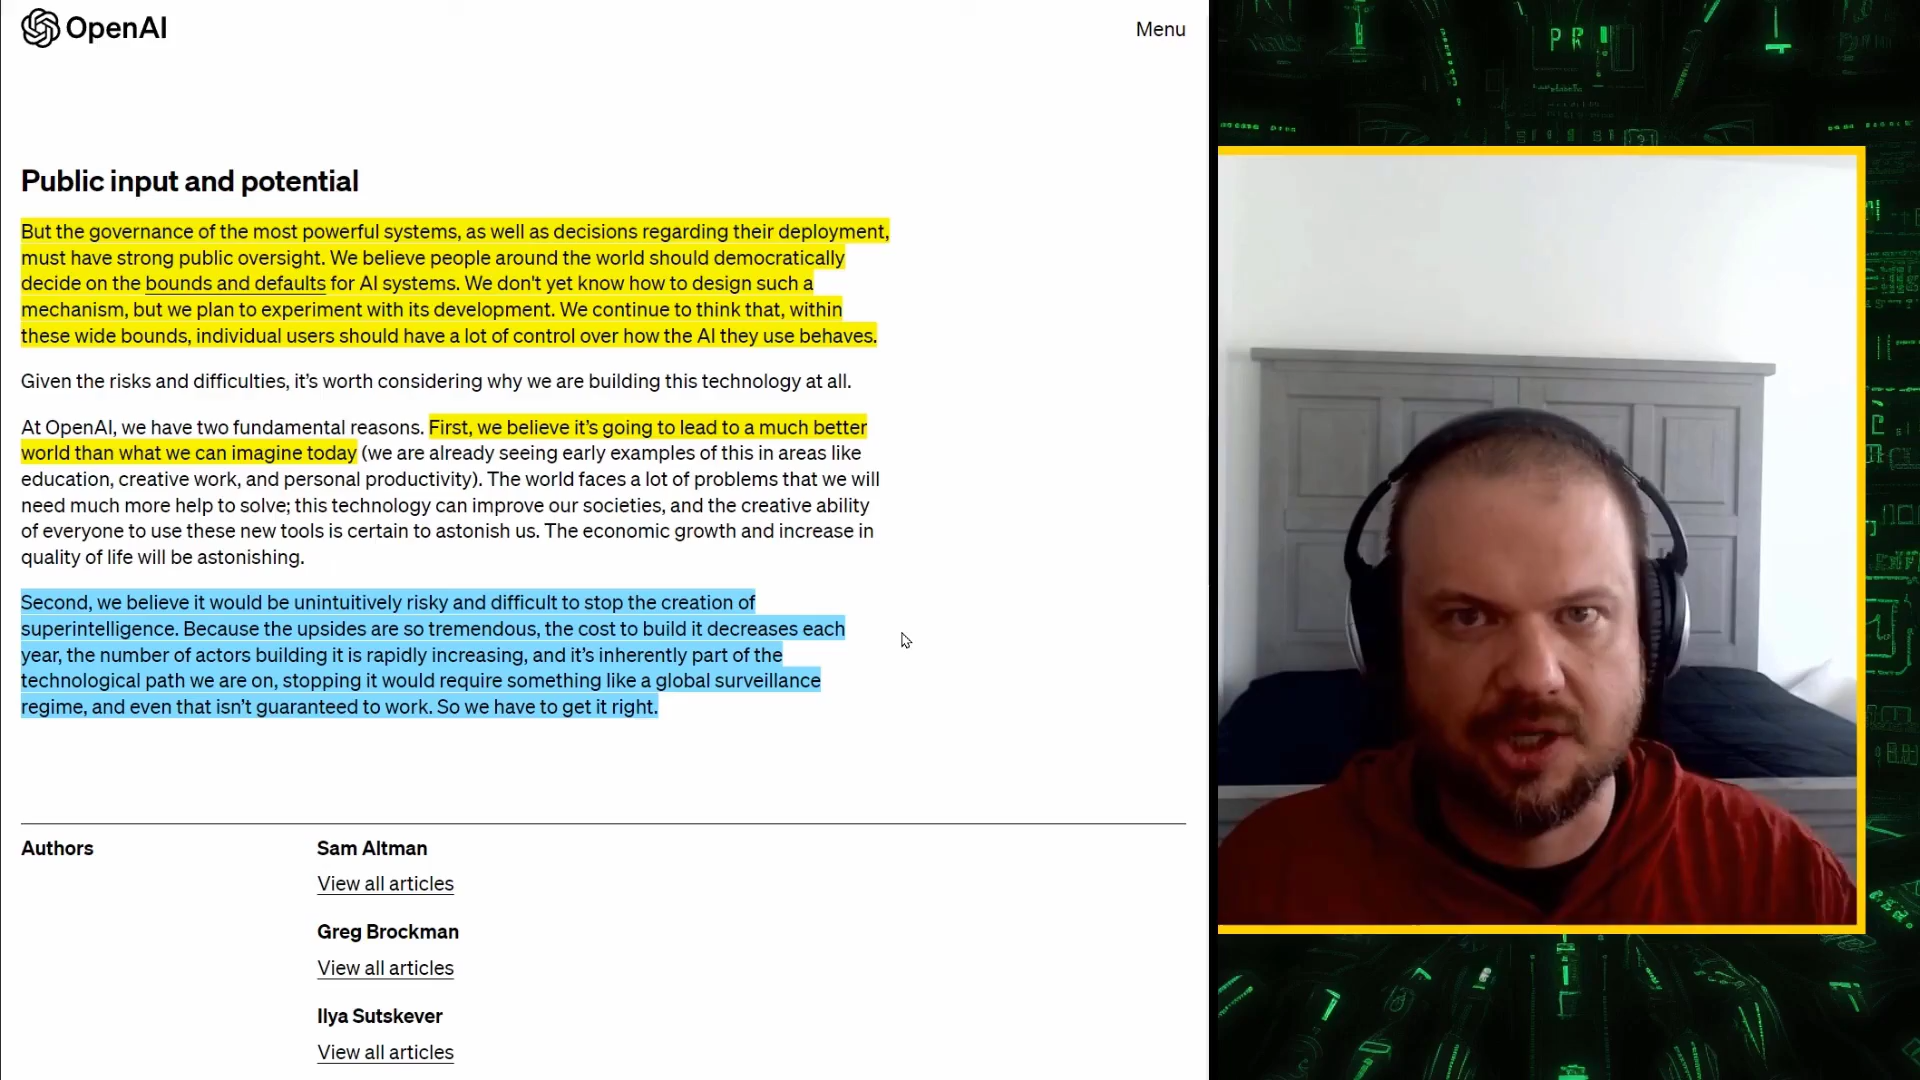 OpenAI
Menu
Public input and potential
But the governance of the most powerful systems, as well as decisions regarding their deployment,
must have strong public oversight. We believe people around the world should democratically
decide on the bounds and defaults for AI systems. We don't yet know how to design such a
mechanism, but we plan to experiment with its development. We continue to think that, within
these wide bounds, individual users should have a lot of control over how the AI they use behaves.
Given the risks and difficulties, it’s worth considering why we are building this technology at all.
At OpenAI, we have two fundamental reasons. First, we believe it’s going to lead to a much better
world than what we can imagine today (we are already seeing early examples of this in areas like
education, creative work, and personal productivity). The world faces a lot of problems that we will
need much more help to solve; this technology can improve our societies, and the creative ability
of everyone to use these new tools is certain to astonish us. The economic growth and increase in
quality of life will be astonishing.
Second, we believe it would be unintuitively risky and difficult to stop the creation of
superintelligence. Because the upsides are so tremendous, the cost to build it decreases each
year, the number of actors building it is rapidly increasing, and it’s inherently part of the
technological path we are on, stopping it would require something like a global surveillance
regime, and even that isn’t guaranteed to work. So we have to get it right.
Authors
Sam Altman
View all articles
Greg Brockman
View all articles
Ilya Sutskever
View all articles